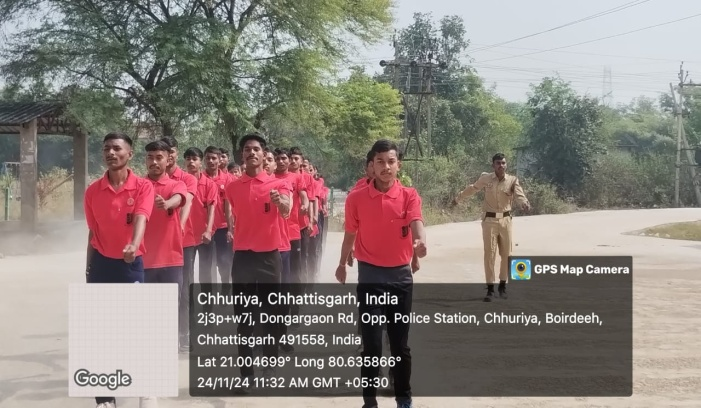 GPS Map Camera
Chhuriya, Chhattisgarh, India
2j3p+w7j, Dongargaon Rd, Opp. Police Station, Chhuriya, Boirdeeh,
Chhattisgarh 491558, India
Lat 21.004699° Long 80.635866°
24/11/24 11:32 AM GMT +05:30
Google